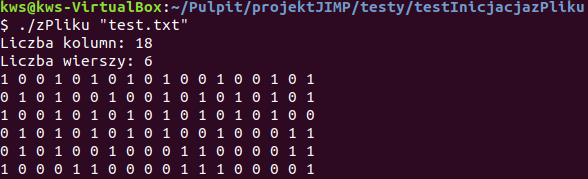 kws@kws-VirtualBox:~/Pulpit/projektJIMP/testy/testInicjacjazPliku
$ ./zPliku "test.txt"
Liczba kolumn: 18
Liczba wierszy: 6
1 0 0 1 0 1 0 1 0 1 0 0 1 0 0 1 0 1
0 1 0 1 0 0 1 0 0 1 0 1 0 1 0 1 0 1
1 0 0 1 0 1 0 1 0 1 0 1 0 1 0 1 0 0
0 1 0 1 0 1 0 1 0 1 0 0 1 0 0 0 1 1
0 1 0 1 0 0 1 0 0 0 1 1 0 0 0 0 1 1
1 0 0 0 1 1 0 0 0 0 1 1 1 0 0 0 0 1